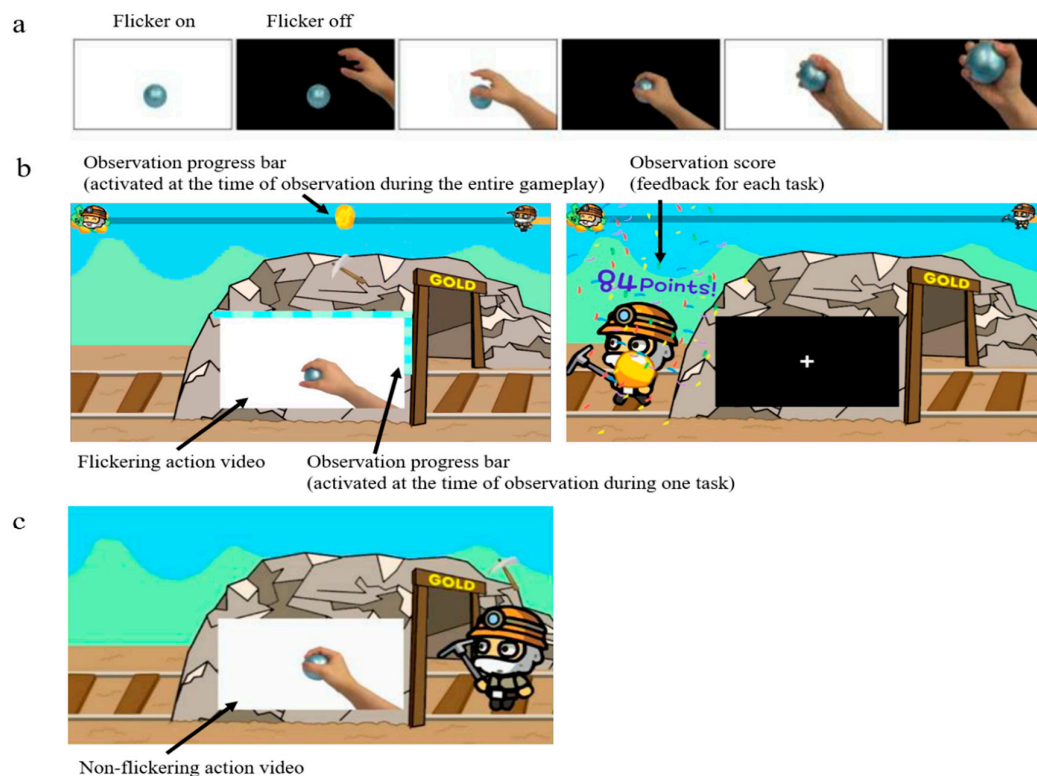 a
Flicker on
Flicker off
b
Observation progress bar
(activated at the time of observation during the entire gameplay)
Observation score
(feedback for each task)
GOLD
84 Points!
GOLD
Flickering action video
Observation progress bar
(activated at the time of observation during one task)
c
GOLD
Non-flickering action video